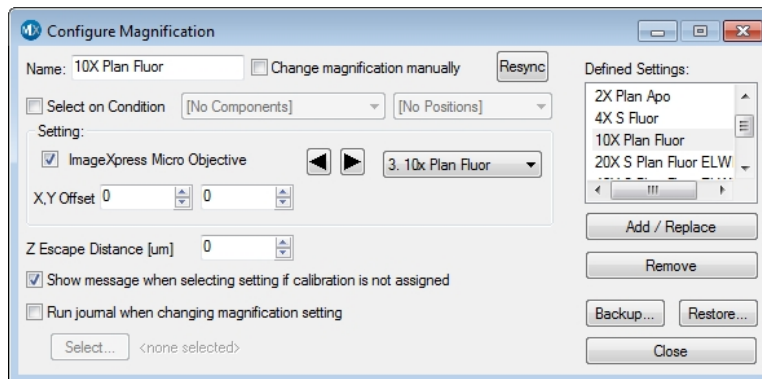 MX Configure Magnification
Name: 10X Plan Fluor
Change magnification manually
Resync
Defined Settings:
2X Plan Apo
4X S Fluor
10X Plan Fluor
20X S Plan Fluor ELW
Select on Condition
[No Components]
[No Positions]
Setting:
ImageXpress Micro Objective
3. 10x Plan Fluor
X,Y Offset 0 0
Add / Replace
Z Escape Distance [um] 0
Remove
Show message when selecting setting if calibration is not assigned
Run journal when changing magnification setting
Backup... Restore...
Select... <none selected>
Close